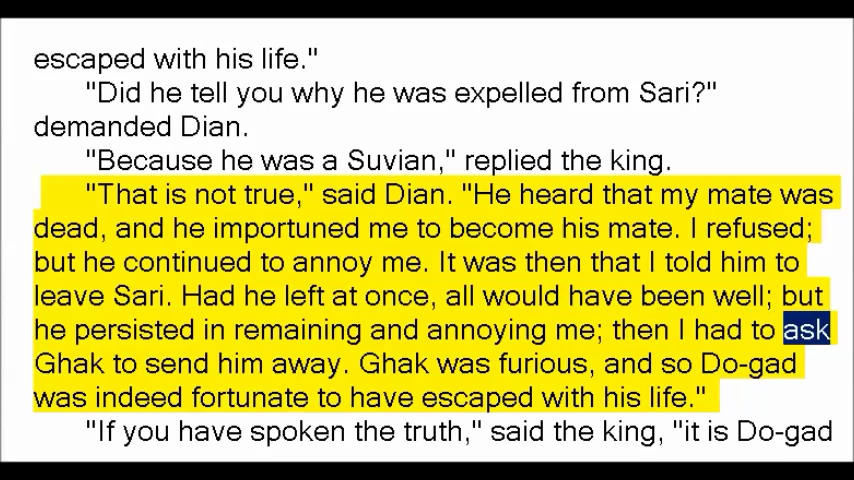 escaped with his life."
"Did he tell you why he was expelled from Sari?"
demanded Dian.
"Because he was a Suvian," replied the king.
"That is not true," said Dian. "He heard that my mate was
dead, and he importuned me to become his mate. I refused;
but he continued to annoy me. It was then that I told him to
leave Sari. Had he left at once, all would have been well; but
he persisted in remaining and annoying me; then I had to ask
Ghak to send him away. Ghak was furious, and so Do-gad
was indeed fortunate to have escaped with his life."
"If you have spoken the truth," said the king, "it is Do-gad